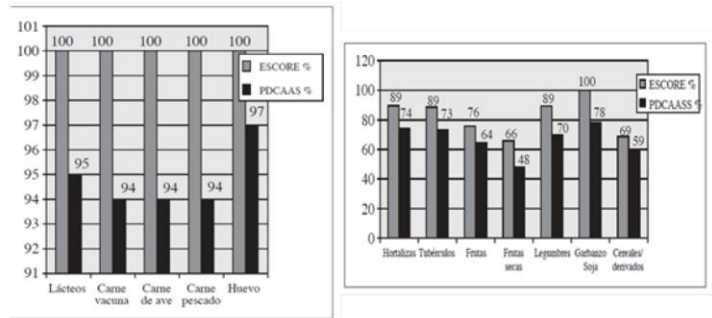 101
100
99
98
97
96
95
94
93
92
91
100 100 100 100 100
95 94 94 94 97
ESCORE %
PDCAAS %
Lácteos Carne vacuna Carne de ave Carne pescado Huevo
120
100
80
60
40
20
0
89 89 76 66 89 100 69
74 73 64 48 70 78 59
ESCORE %
PDCAASS %
Hortalizas Tubérculos Frutas Frutas secas Legumbres Garbanzo Soja Cereales/ derivados